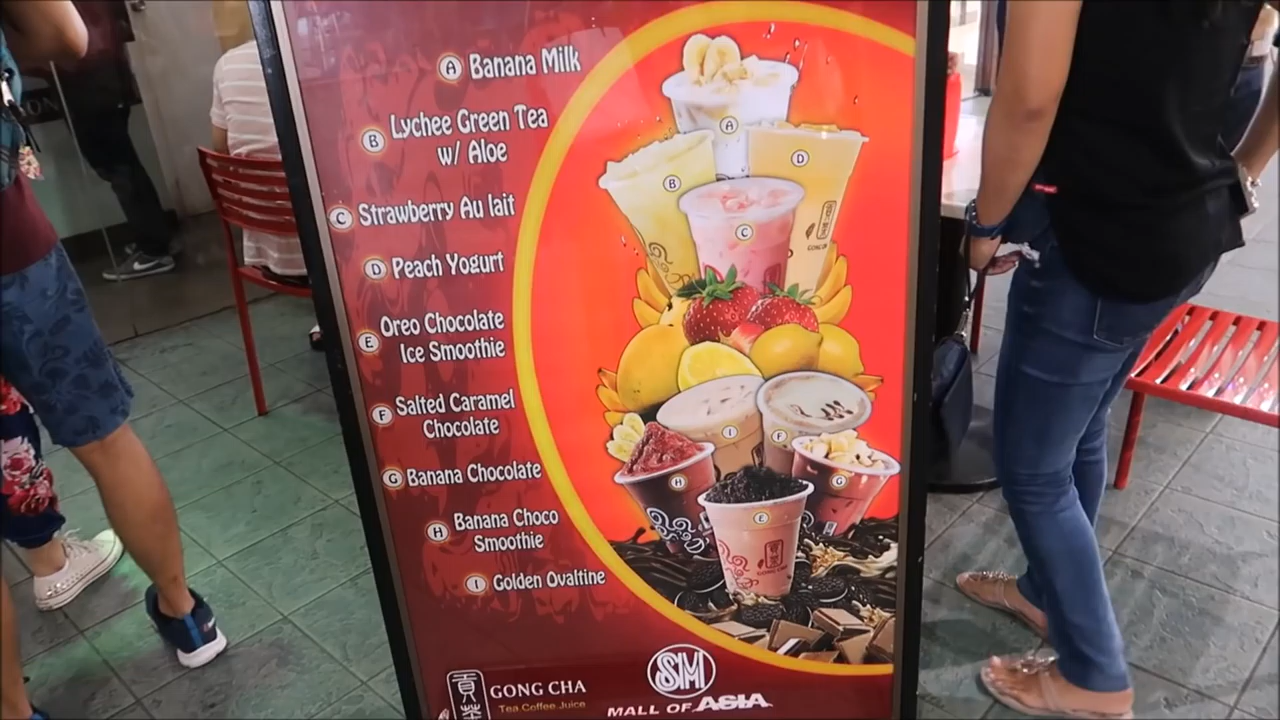 A Banana Milk
B Lychee Green Tea
w/ Aloe
C Strawberry Au lait
D Peach Yogurt
E Oreo Chocolate
Ice Smoothie
F Salted Caramel
Chocolate
G Banana Chocolate
H Banana Choco
Smoothie
I Golden Ovaltine
A
B
D
C
I
F
H
G
E
GONG CHA
Tea.Coffee.Juice
SM
MALL OF ASIA